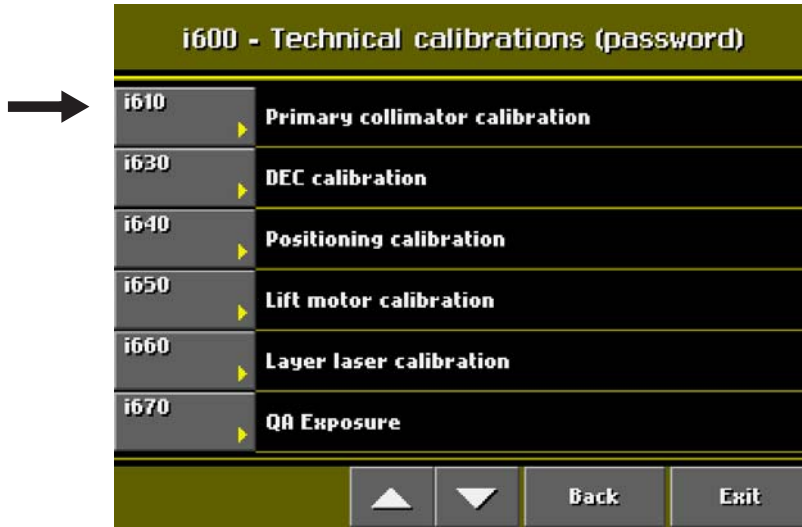 i600 - Technical calibrations (password)
i610
Primary collimator calibration
i630
DEC calibration
i640
Positioning calibration
i650
Lift motor calibration
i660
Layer laser calibration
i670
QA Exposure
Back
Exit